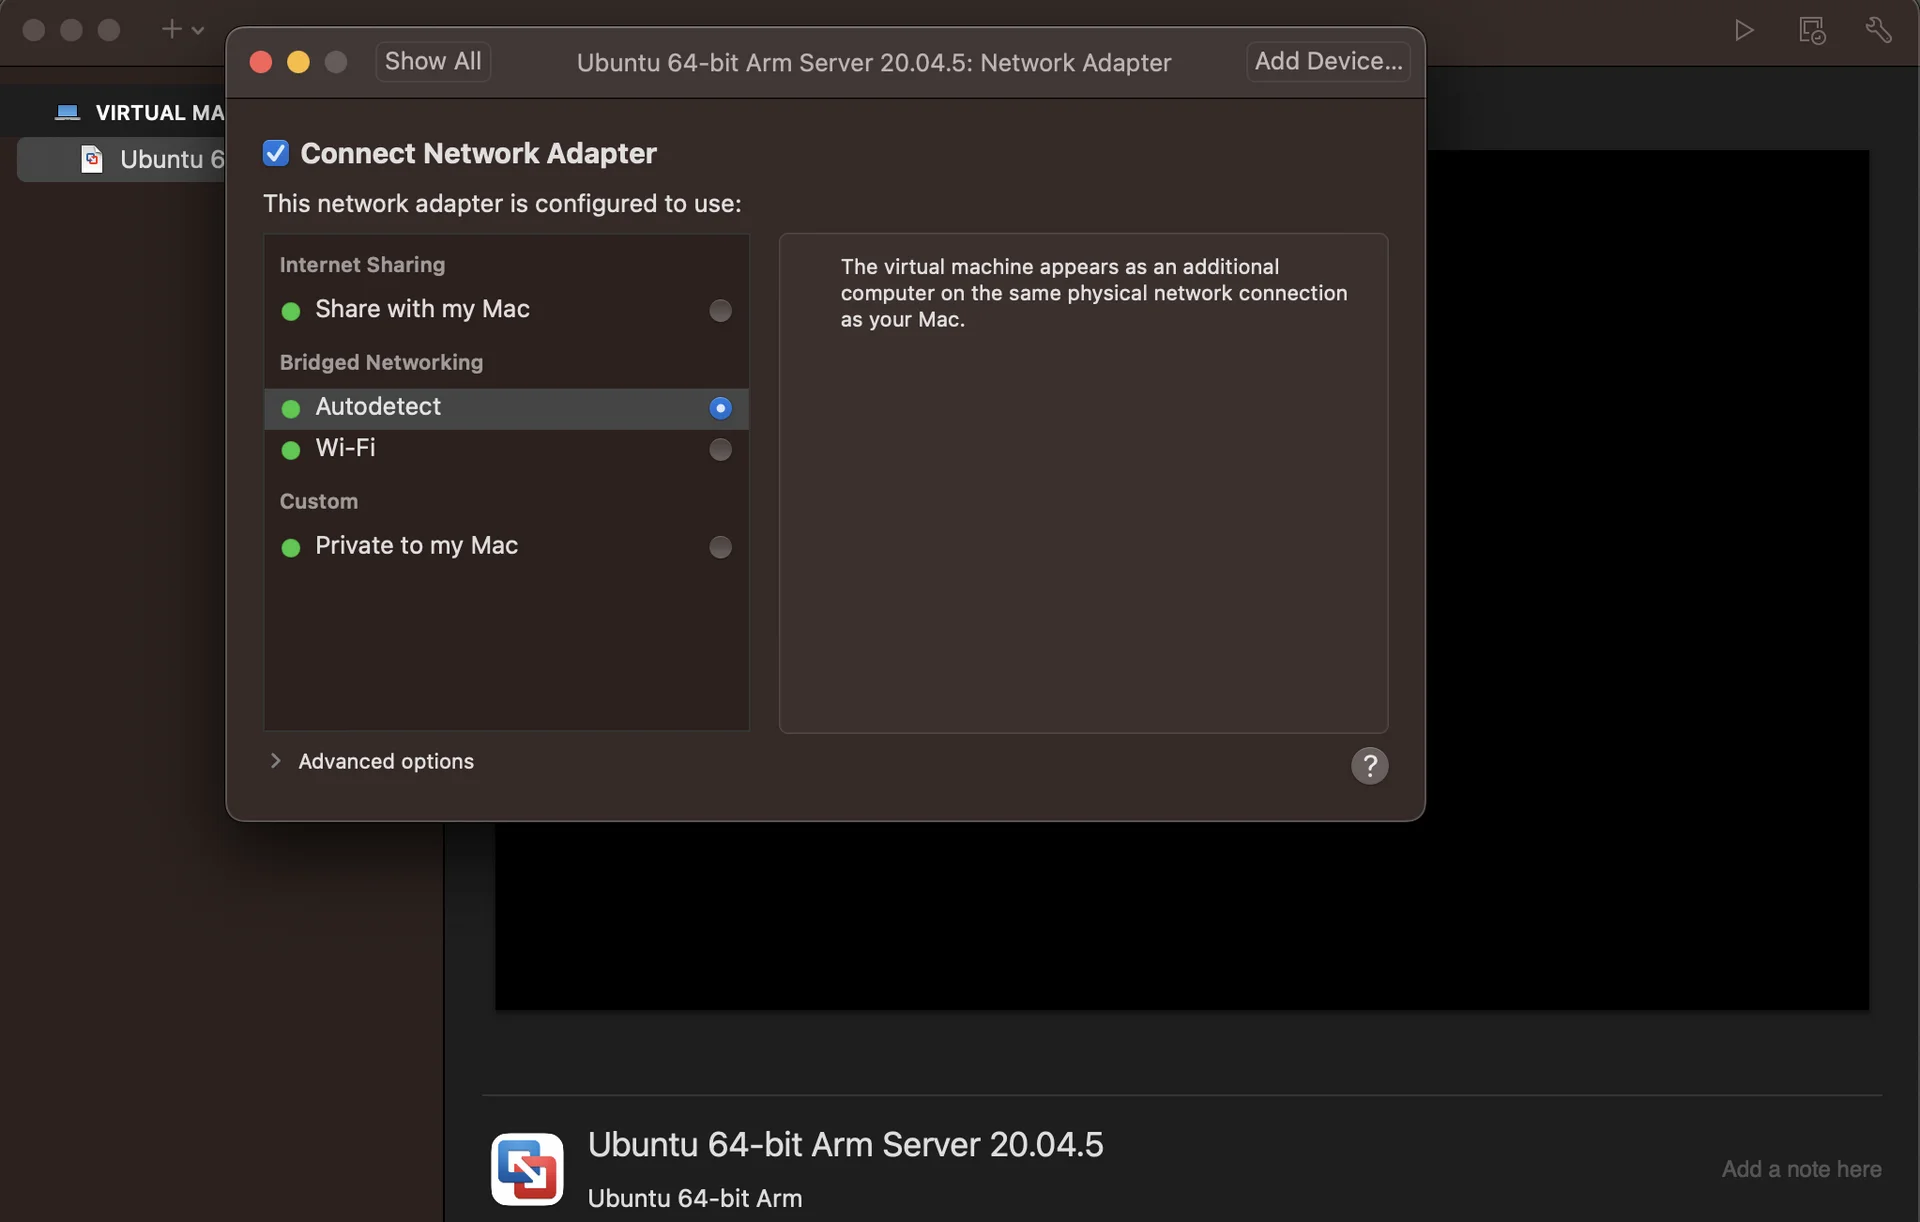 Show All
Ubuntu 64-bit Arm Server 20.04.5: Network Adapter
Add Device...
VIRTUAL MA
Ubuntu 6
Connect Network Adapter
This network adapter is configured to use:
Internet Sharing
Share with my Mac
Bridged Networking
Autodetect
Wi-Fi
Custom
Private to my Mac
The virtual machine appears as an additional
computer on the same physical network connection
as your Mac.
Advanced options
?
Ubuntu 64-bit Arm Server 20.04.5
Ubuntu 64-bit Arm
Add a note here